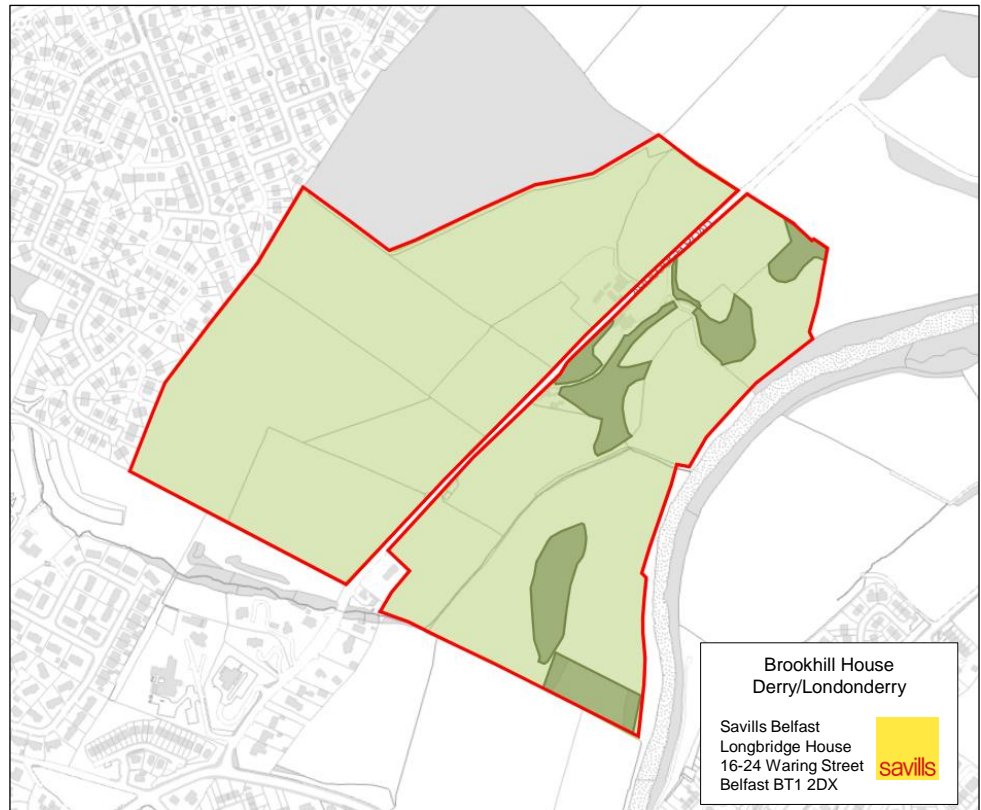 Brookhill House
Derry/Londonderry
Savills Belfast
Longbridge House
16-24 Waring Street
Belfast BT1 2DX
savills